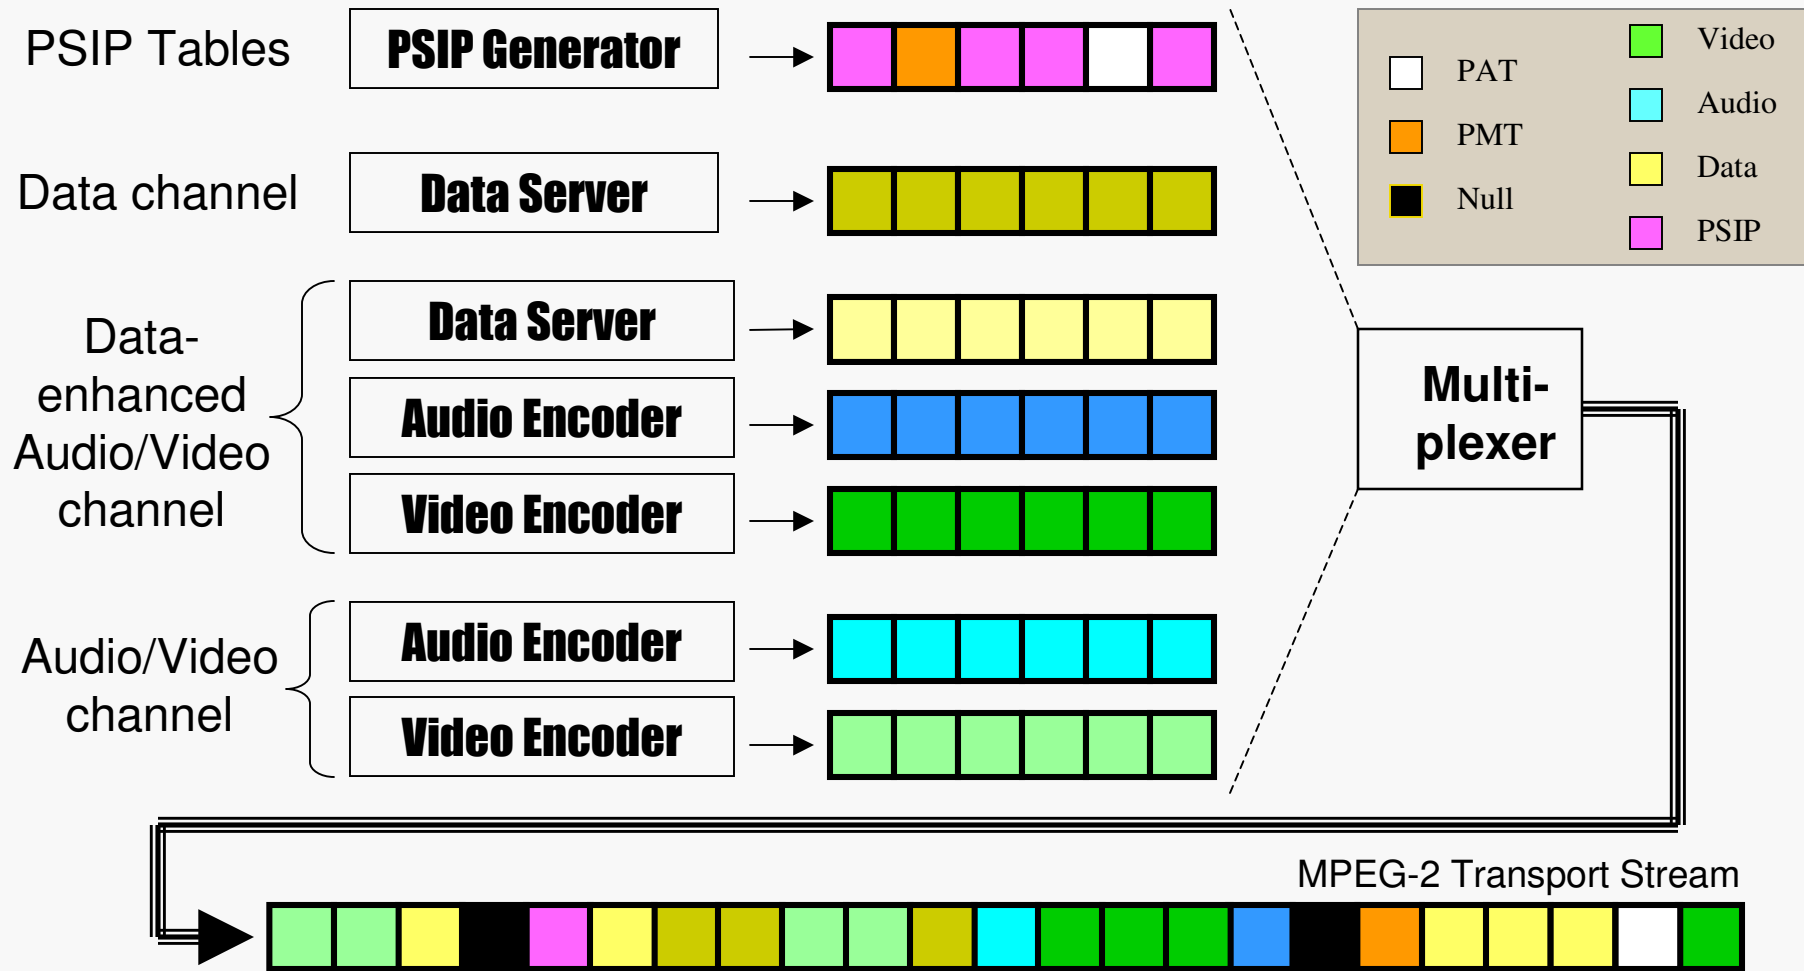 PSIP Tables
PSIP Generator
Data channel
Data Server
Data-
enhanced
Audio/Video
channel
Data Server
Audio Encoder
Video Encoder
Audio/Video
channel
Audio Encoder
Video Encoder
PAT
PMT
Null
Video
Audio
Data
PSIP
Multi-
plexer
MPEG-2 Transport Stream